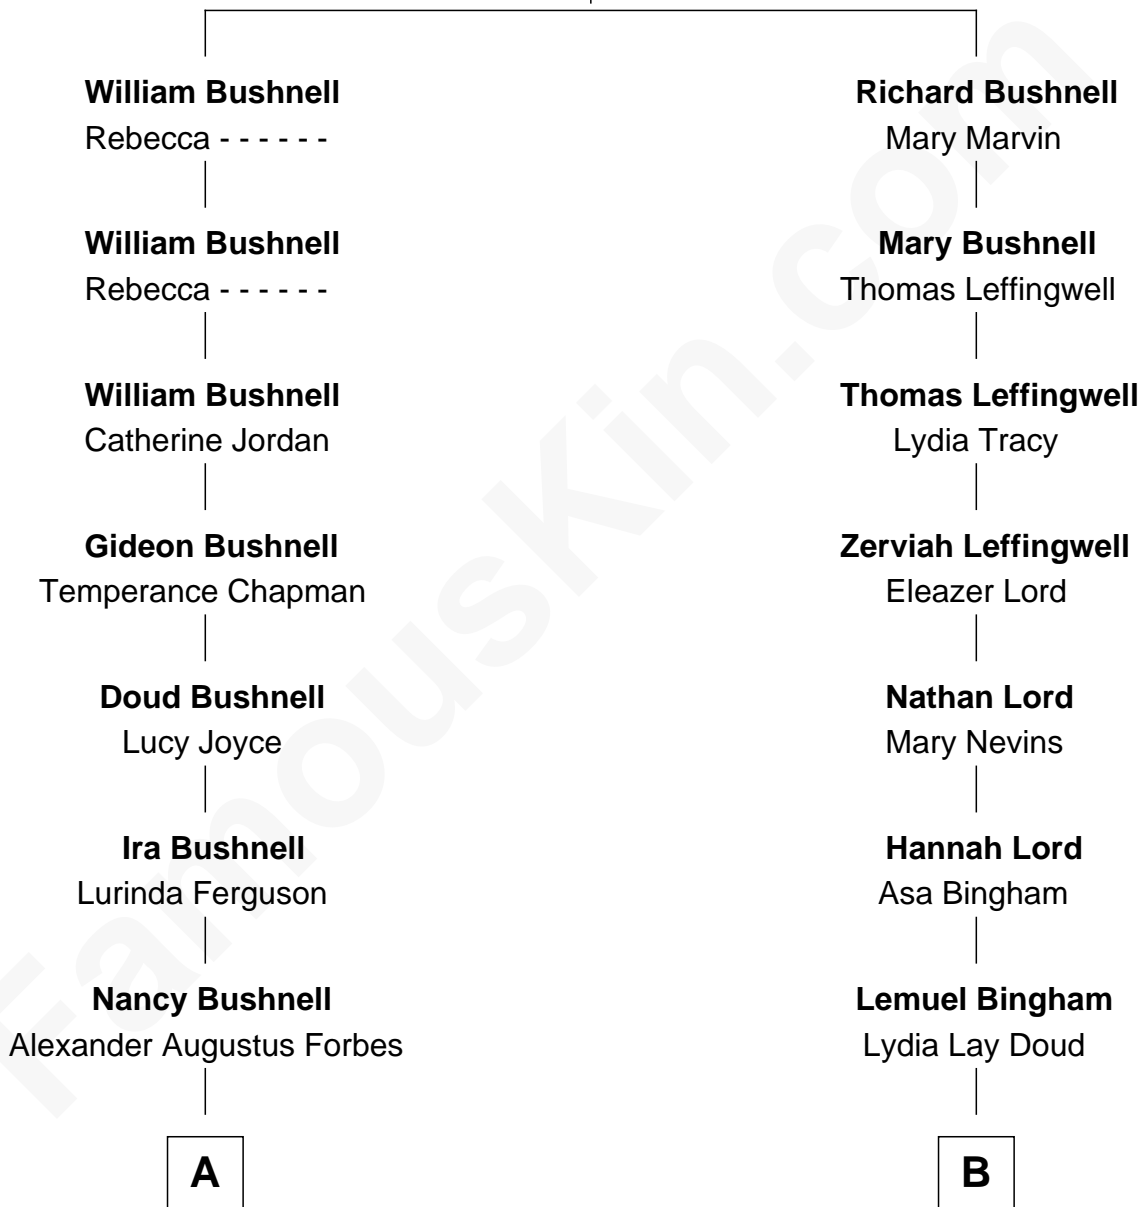 William Bushnell
Rebecca - - - - - -
William Bushnell
Rebecca - - - - - -
William Bushnell
Catherine Jordan
Gideon Bushnell
Temperance Chapman
Doud Bushnell
Lucy Joyce
Ira Bushnell
Lurinda Ferguson
Nancy Bushnell
Alexander Augustus Forbes
A
Richard Bushnell
Mary Marvin
Mary Bushnell
Thomas Leffingwell
Thomas Leffingwell
Lydia Tracy
Zerviah Leffingwell
Eleazer Lord
Nathan Lord
Mary Nevins
Hannah Lord
Asa Bingham
Lemuel Bingham
Lydia Lay Doud
B
FamousKin.com